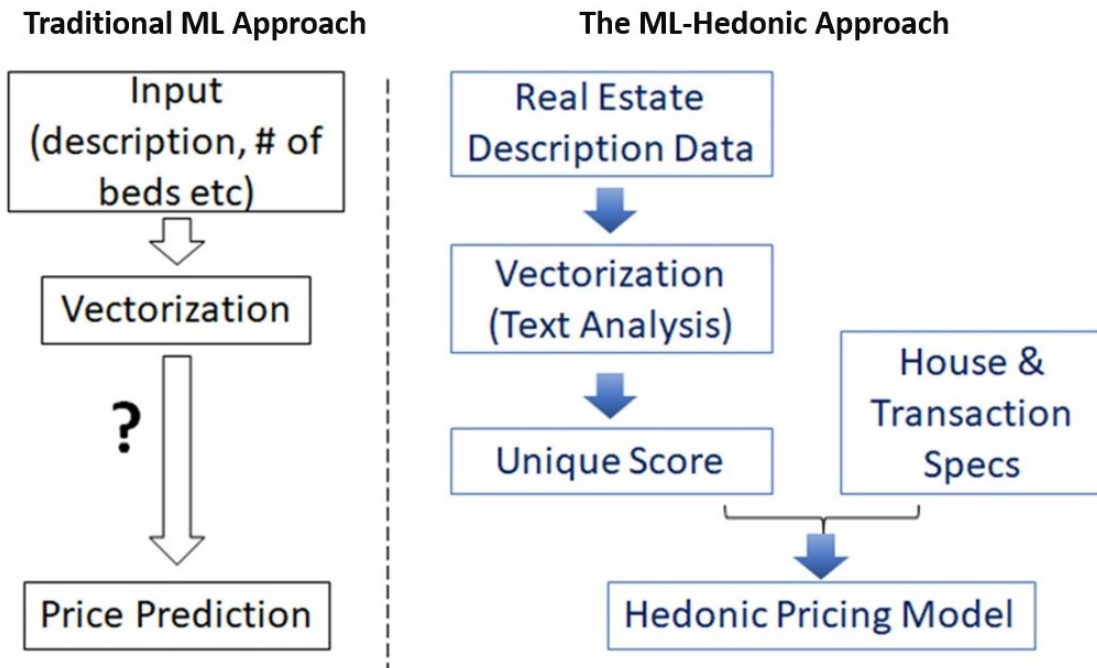 Traditional ML Approach
Input
(description, # of
beds etc)
Vectorization
?
Price Prediction
The ML-Hedonic Approach
Real Estate
Description Data
Vectorization
(Text Analysis)
Unique Score
House &
Transaction
Specs
Hedonic Pricing Model